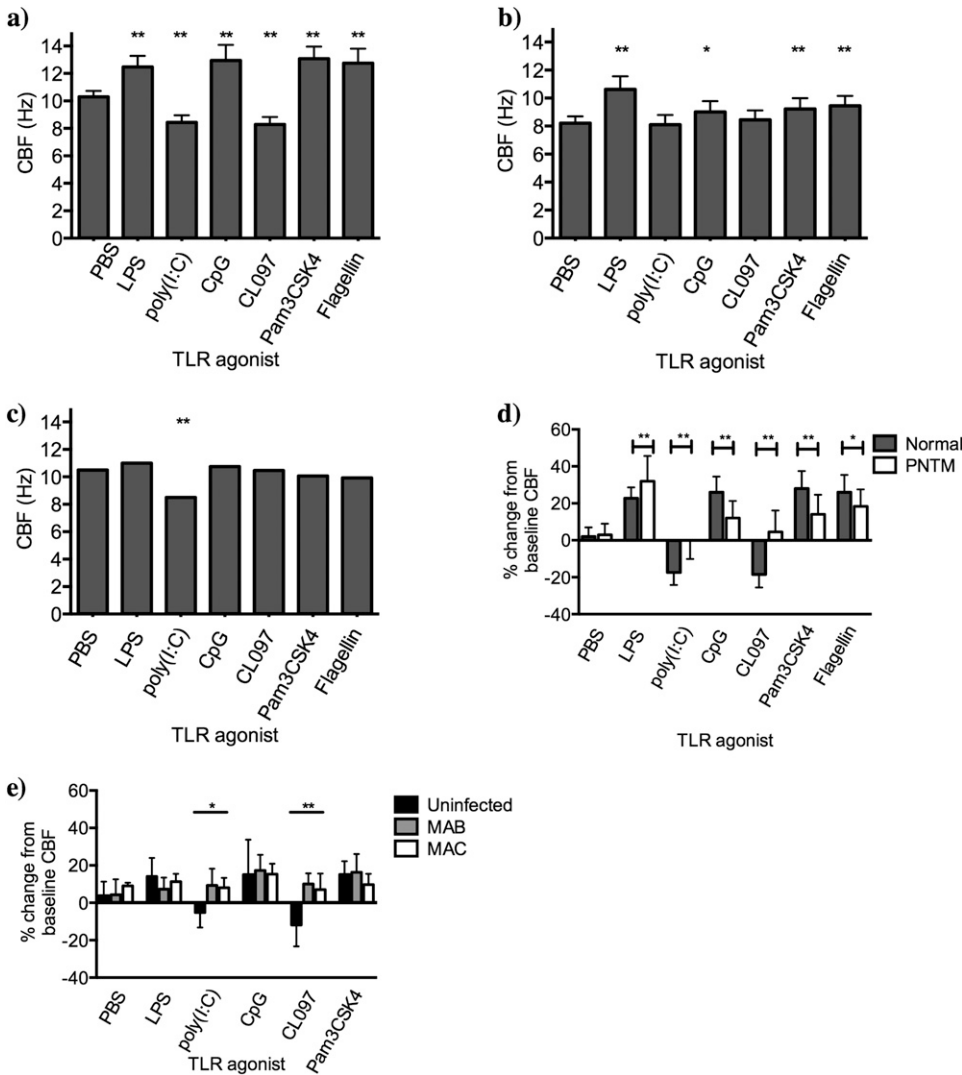 a)
** ** ** ** ** **
14
12
10
8
6
4
2
0
CBF (Hz)
PBS
LPS
poly(I:C)
CpG
CL097
Pam3CSK4
Flagellin
TLR agonist
b)
** * ** **
14
12
10
8
6
4
2
0
CBF (Hz)
PBS
LPS
poly(I:C)
CpG
CL097
Pam3CSK4
Flagellin
TLR agonist
c)
**
14
12
10
8
6
4
2
0
CBF (Hz)
PBS
LPS
poly(I:C)
CpG
CL097
Pam3CSK4
Flagellin
TLR agonist
d)
** ** ** ** ** *
Normal
PNTM
60
40
20
0
-20
-40
% change from
baseline CBF
PBS
LPS
poly(I:C)
CpG
CL097
Pam3CSK4
Flagellin
TLR agonist
e)
* **
Uninfected
MAB
MAC
60
40
20
0
-20
-40
% change from
baseline CBF
PBS
LPS
poly(I:C)
CpG
CL097
Pam3CSK4
TLR agonist